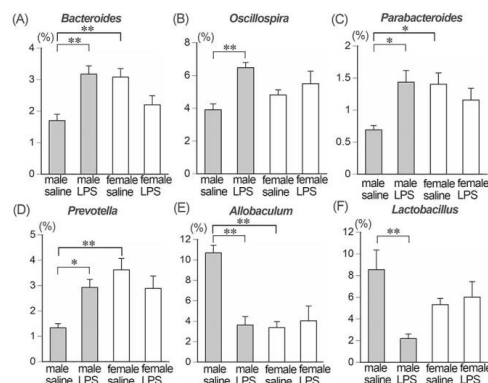 (A) Bacteroides
(%)
**
**
4
3
2
1
0
male saline
male LPS
female saline
female LPS
(B) Oscillospira
(%)
**
8
6
4
2
0
male saline
male LPS
female saline
female LPS
(C) Parabacteroides
(%)
*
*
2
1.5
1
0.5
0
male saline
male LPS
female saline
female LPS
(D) Prevotella
(%)
**
*
5
4
3
2
1
0
male saline
male LPS
female saline
female LPS
(E) Allobaculum
(%)
**
**
12
10
8
6
4
2
0
male saline
male LPS
female saline
female LPS
(F) Lactobacillus
(%)
**
12
10
8
6
4
2
0
male saline
male LPS
female saline
female LPS